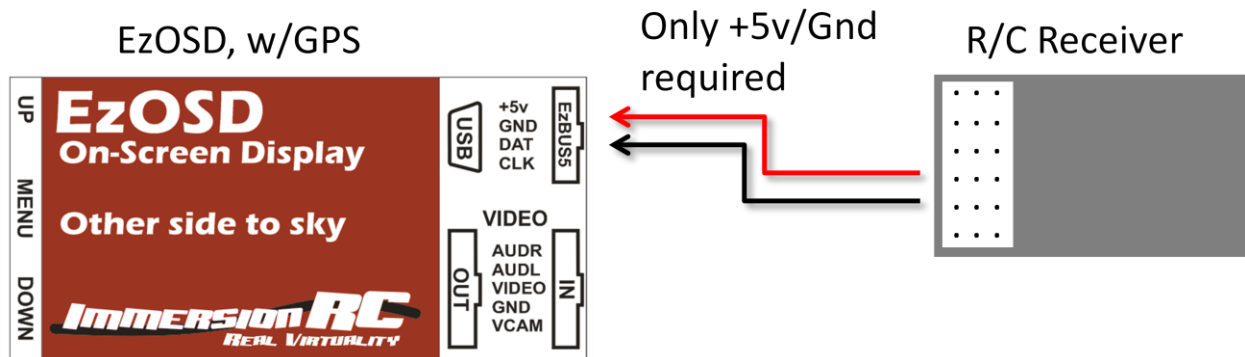 EzOSD, w/GPS
Only +5v/Gnd
required
R/C Receiver
UP
MENU
DOWN
EzOSD
On-Screen Display
Other side to sky
ImmersionRC
Real Virtuality
USB
+5v
GND
DAT
CLK
EzBUS5
VIDEO
OUT
AUDR
AUDL
VIDEO
GND
VCAM
IN